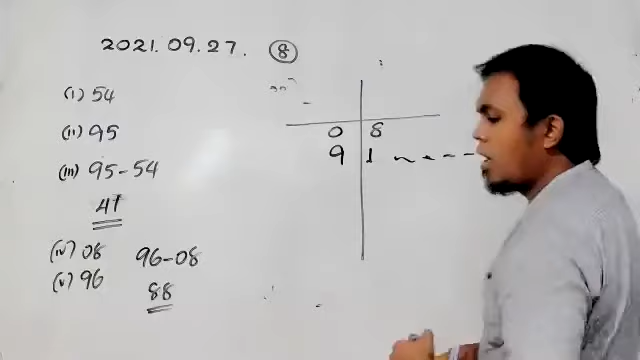 2021.09.27. 8
(I) 54
(II) 95
(III) 95-54
41
(IV) 08 96-08
(V) 96
88
0 8
9 1